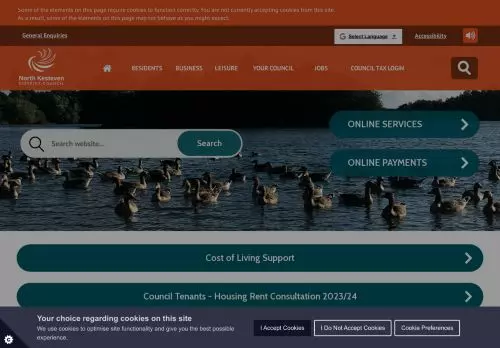 Some of the elements on this page require cookies to function correctly. You are not currently accepting cookies from this site.
As a result, some of the elements on this page may not behave as you might expect.
General Enquiries
Select Language
Accessibility
North Kesteven
DISTRICT COUNCIL
RESIDENTS
BUSINESS
LEISURE
YOUR COUNCIL
JOBS
COUNCIL TAX LOGIN
ONLINE SERVICES
Search website...
Search
ONLINE PAYMENTS
Cost of Living Support
Council Tenants - Housing Rent Consultation 2023/24
Your choice regarding cookies on this site
We use cookies to optimise site functionality and give you the best possible
experience.
I Accept Cookies
I Do Not Accept Cookies
Cookie Preferences